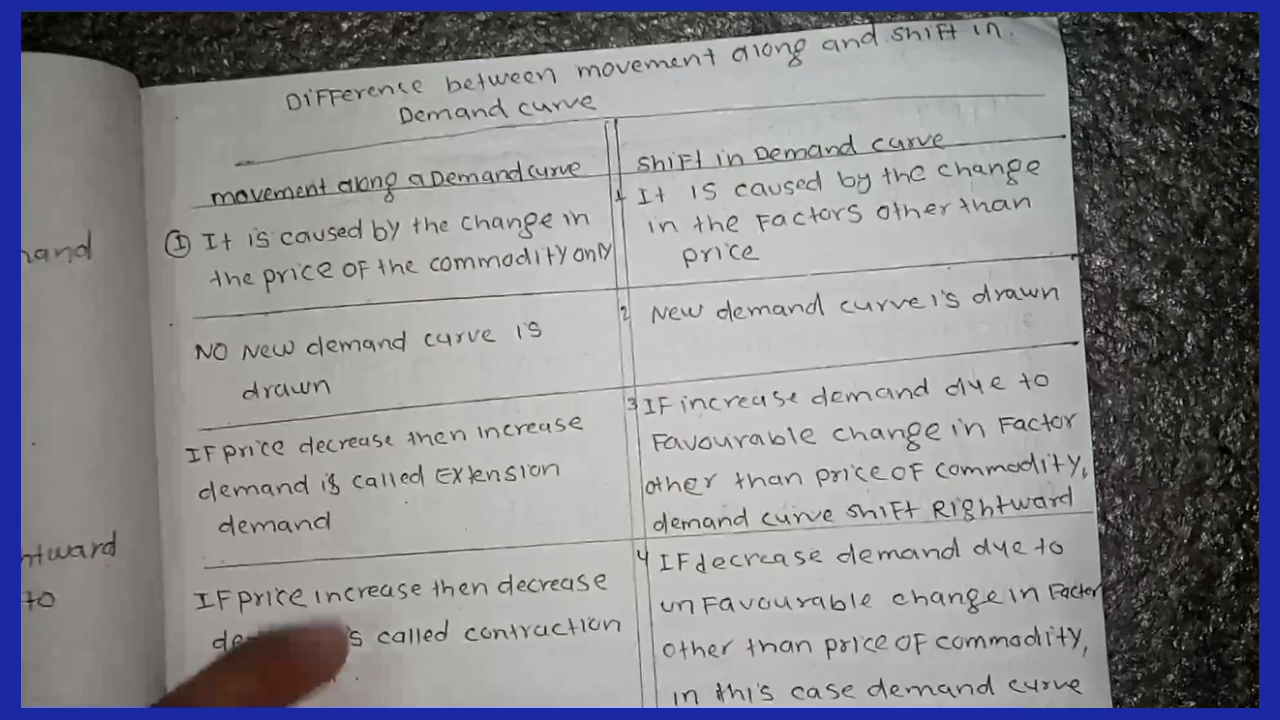 Difference between movement along and shift in
Demand curve
movement along a Demand curve
I It is caused by the change in
the price of the commodity only
No New demand curve is
drawn
If price decrease then increase
demand is called Extension
demand
If price increase then decrease
is called contraction
Shift in Demand curve
1 It is caused by the change
in the factors other than
price
2 New demand curve is drawn
3 If increase demand due to
Favourable change in Factor
other than price of commodity,
demand curve shift Rightward
4 If decrease demand due to
unfavourable change in Factor
other than price of commodity,
in this case demand curve
hand
tward
to